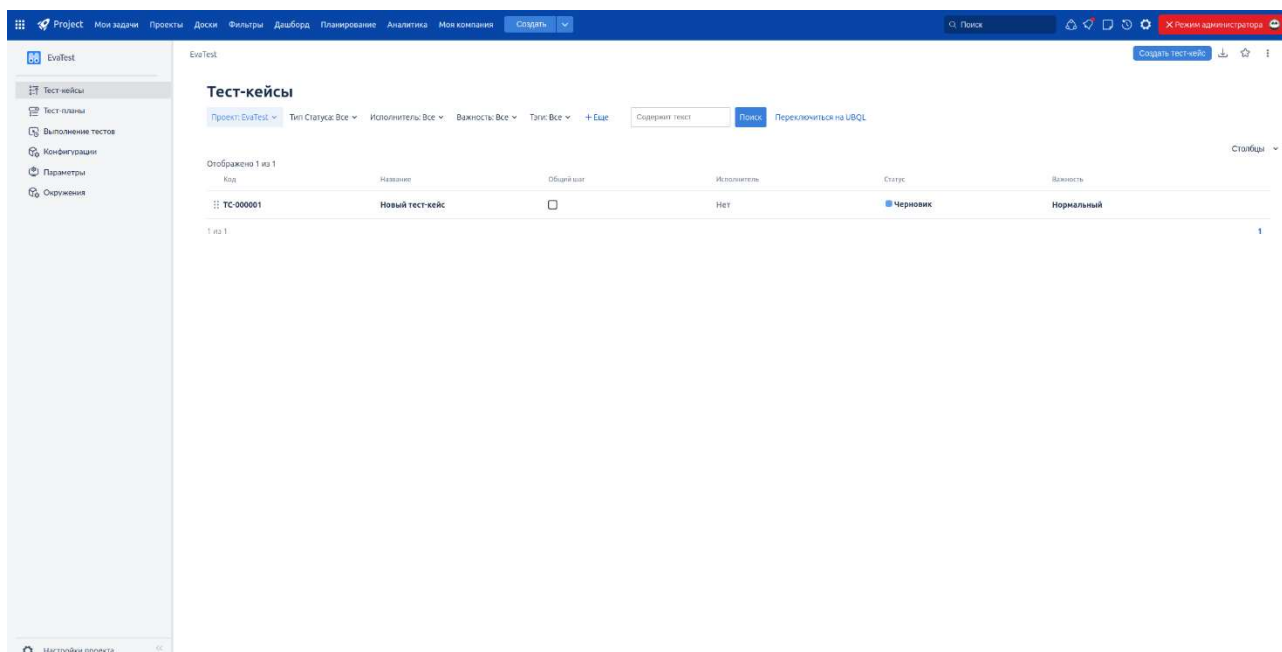 Project Мои задачи Проекты Доски Фильтры Дашборд Планирование Аналитика Моя компания Создать Поиск Режим администратора
EvaTest
EvaTest Создать тест-кейс
Тест-кейсы
Тест-планы
Выполнение тестов
Конфигурации
Параметры
Окружения
Тест-кейсы
Проект: EvaTest Тип Статуса: Все Исполнитель: Все Важность: Все Тэги: Все + Еще Содержит текст Поиск Переключиться на UBQL
Столбцы
Отображено 1 из 1
Код Название Общий шаг Исполнитель Статус Важность
TC-000001 Новый тест-кейс Нет Черновик Нормальный
1 из 1 1
Настройки проекта